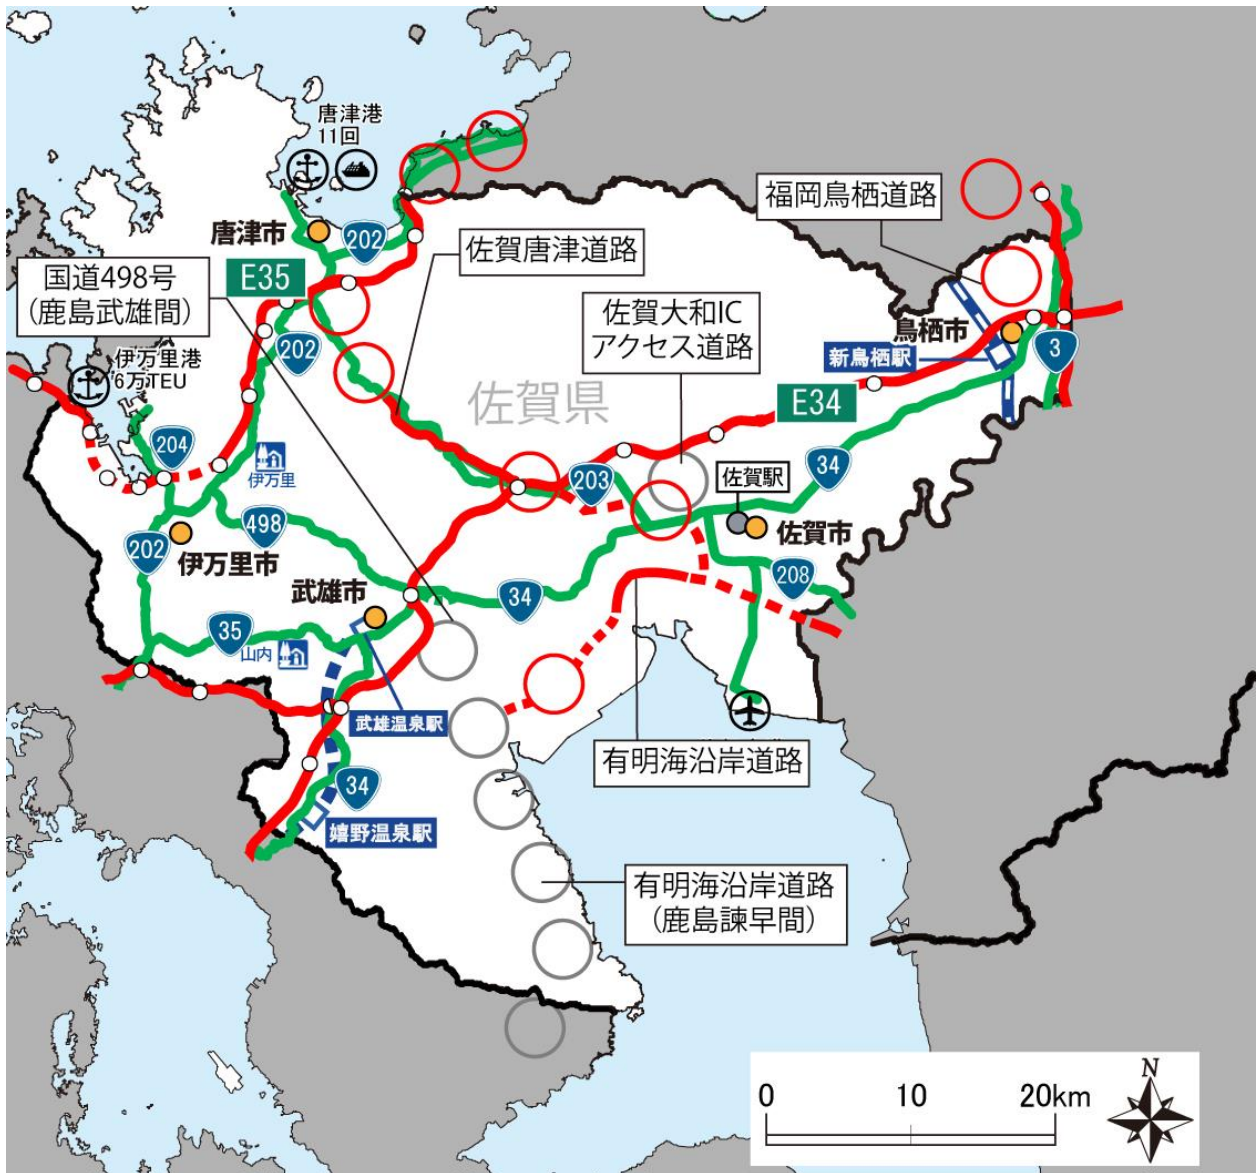 唐津港
11回
福岡鳥栖道路
唐津市
202
佐賀唐津道路
国道498号
(鹿島武雄間)
E35
佐賀大和IC
アクセス道路
鳥栖市
新鳥栖駅
3
伊万里港
6万TEU
202
佐賀県
E34
204
伊万里
203
佐賀駅
34
498
佐賀市
202
伊万里市
武雄市
34
208
35
山内
武雄温泉駅
有明海沿岸道路
34
嬉野温泉駅
有明海沿岸道路
(鹿島諫早間)
0 10 20km
N